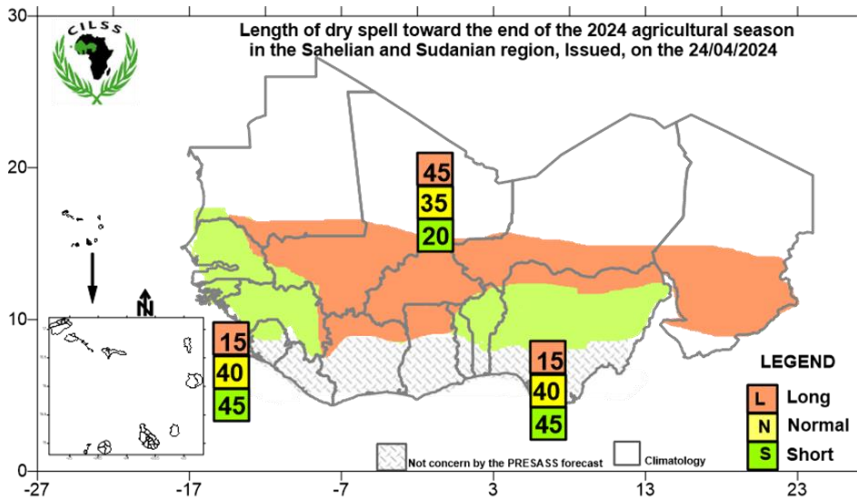 CILSS
Length of dry spell toward the end of the 2024 agricultural season
in the Sahelian and Sudanian region, Issued, on the 24/04/2024
30
20
10
0
-27
-17
-7
3
13
23
45
35
20
N
15
40
45
15
40
45
LEGEND
L Long
N Normal
S Short
Not concern by the PRESASS forecast
Climatology